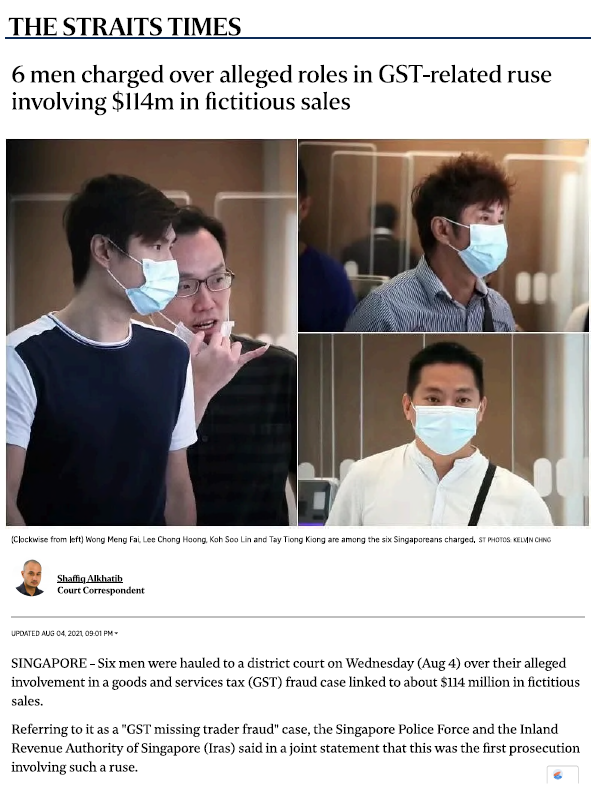 THE STRAITS TIMES
6 men charged over alleged roles in GST-related ruse
involving $114m in fictitious sales
(Clockwise from left) Wong Meng Fai, Lee Chong Hoong, Koh Soo Lin and Tay Tiong Kiong are among the six Singaporeans charged. ST PHOTOS: KELVIN CHNG
Shaffiq Alkhatib
Court Correspondent
UPDATED AUG 04, 2021, 09:01 PM
SINGAPORE – Six men were hauled to a district court on Wednesday (Aug 4) over their alleged
involvement in a goods and services tax (GST) fraud case linked to about $114 million in fictitious
sales.
Referring to it as a "GST missing trader fraud" case, the Singapore Police Force and the Inland
Revenue Authority of Singapore (Iras) said in a joint statement that this was the first prosecution
involving such a ruse.